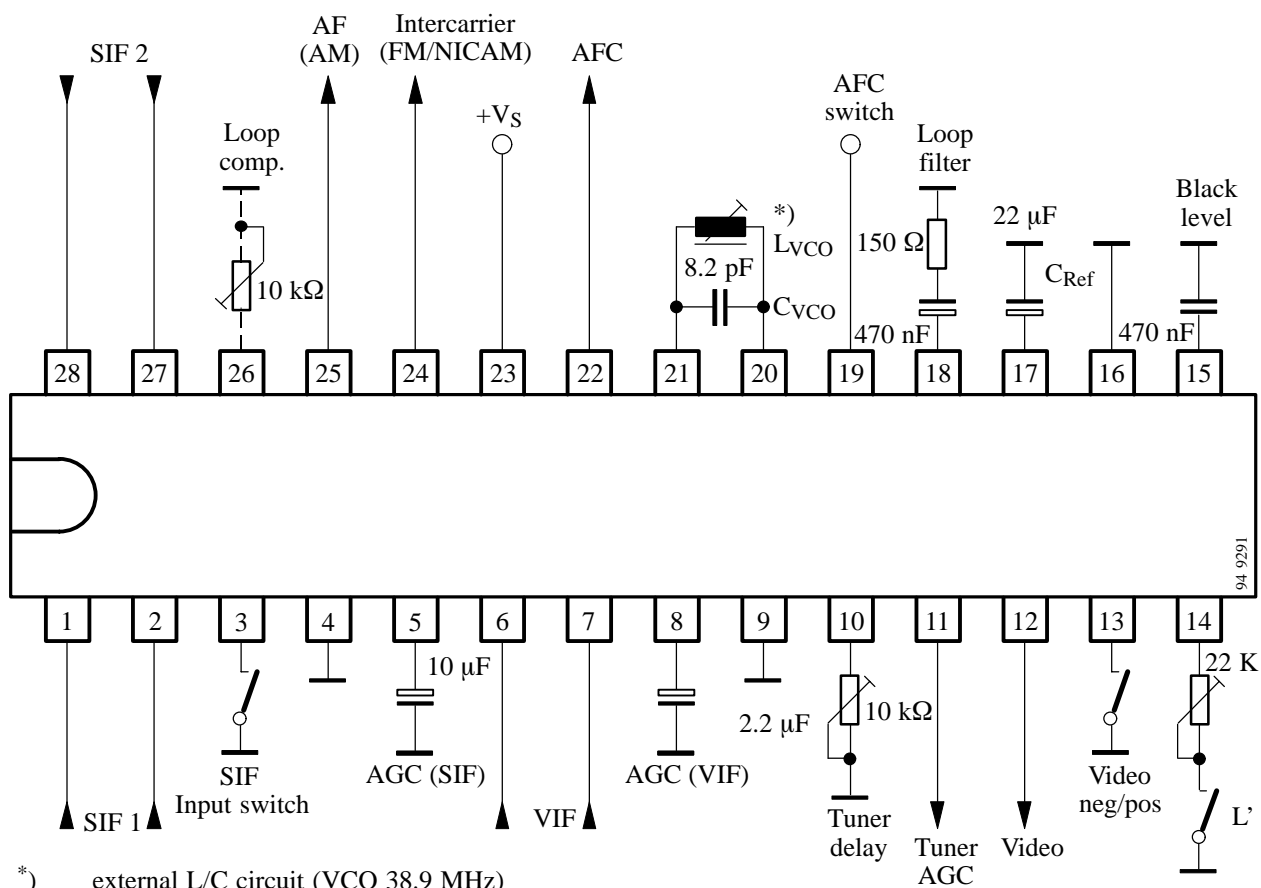 SIF 2
AF
(AM)
Intercarrier
(FM/NICAM)
AFC
+VS
AFC
switch
Loop
comp.
Loop
filter
Black
level
*)
LVCO
8.2 pF
CVCO
150 Ω
22 µF
CRef
10 kΩ
470 nF
470 nF
28 27 26 25 24 23 22 21 20 19 18 17 16 15
94 9291
1 2 3 4 5 6 7 8 9 10 11 12 13 14
10 µF
2.2 µF
10 kΩ
22 K
SIF
Input switch
AGC (SIF)
AGC (VIF)
Video
neg/pos
SIF 1
VIF
Tuner
delay
Tuner
AGC
Video
L’
*) external L/C circuit (VCO 38.9 MHz)